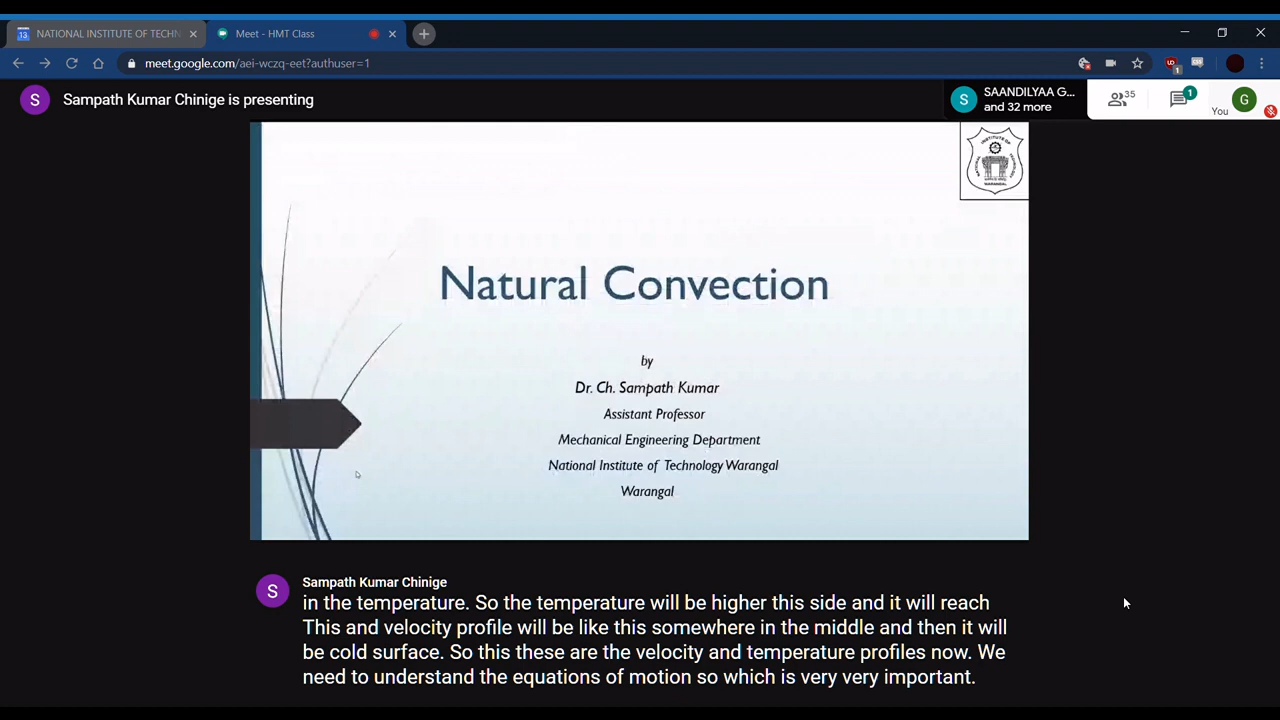 NATIONAL INSTITUTE OF TECHN
Meet - HMT Class
meet.google.com/aei-wczq-eet?authuser=1
S
Sampath Kumar Chinige is presenting
S
SAANDILYAA G...
and 32 more
35
1
You
G
INSTITUTE OF
NATIONAL
TECHNOLOGY
WARANGAL
Natural Convection
by
Dr. Ch. Sampath Kumar
Assistant Professor
Mechanical Engineering Department
National Institute of Technology Warangal
Warangal
S
Sampath Kumar Chinige
in the temperature. So the temperature will be higher this side and it will reach
This and velocity profile will be like this somewhere in the middle and then it will
be cold surface. So this these are the velocity and temperature profiles now. We
need to understand the equations of motion so which is very very important.